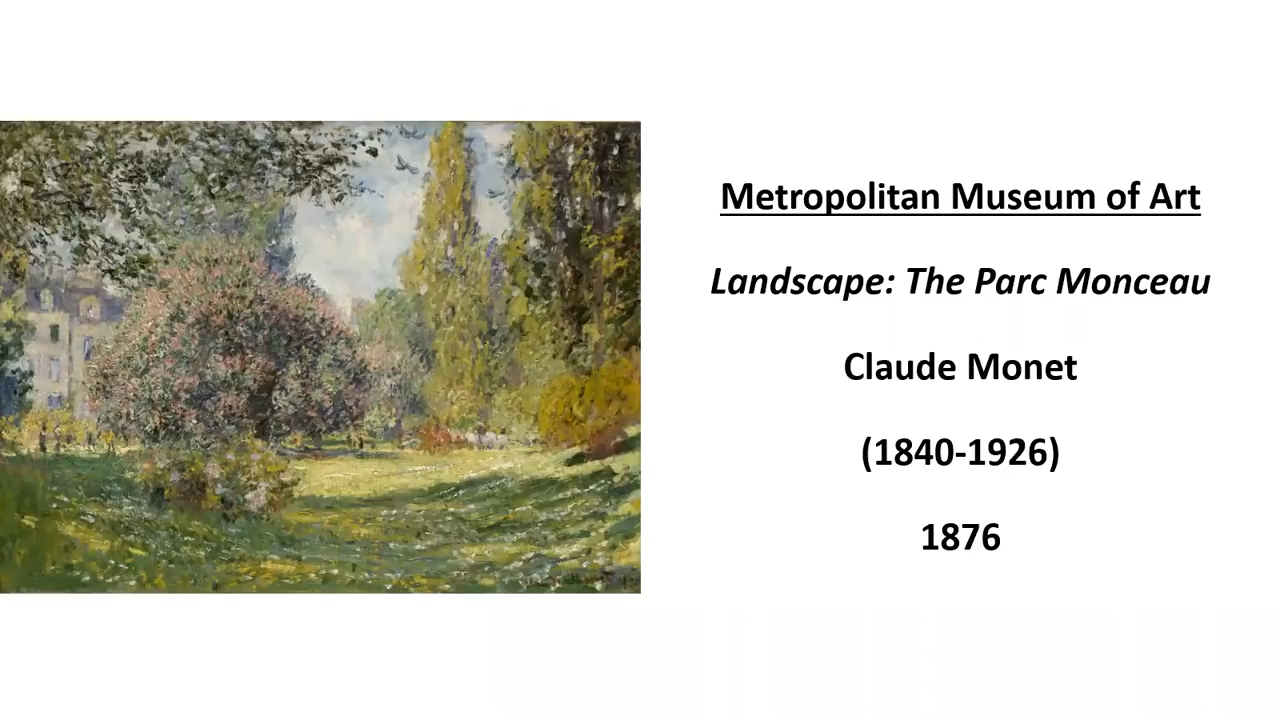 Metropolitan Museum of Art
Landscape: The Parc Monceau
Claude Monet
(1840-1926)
1876